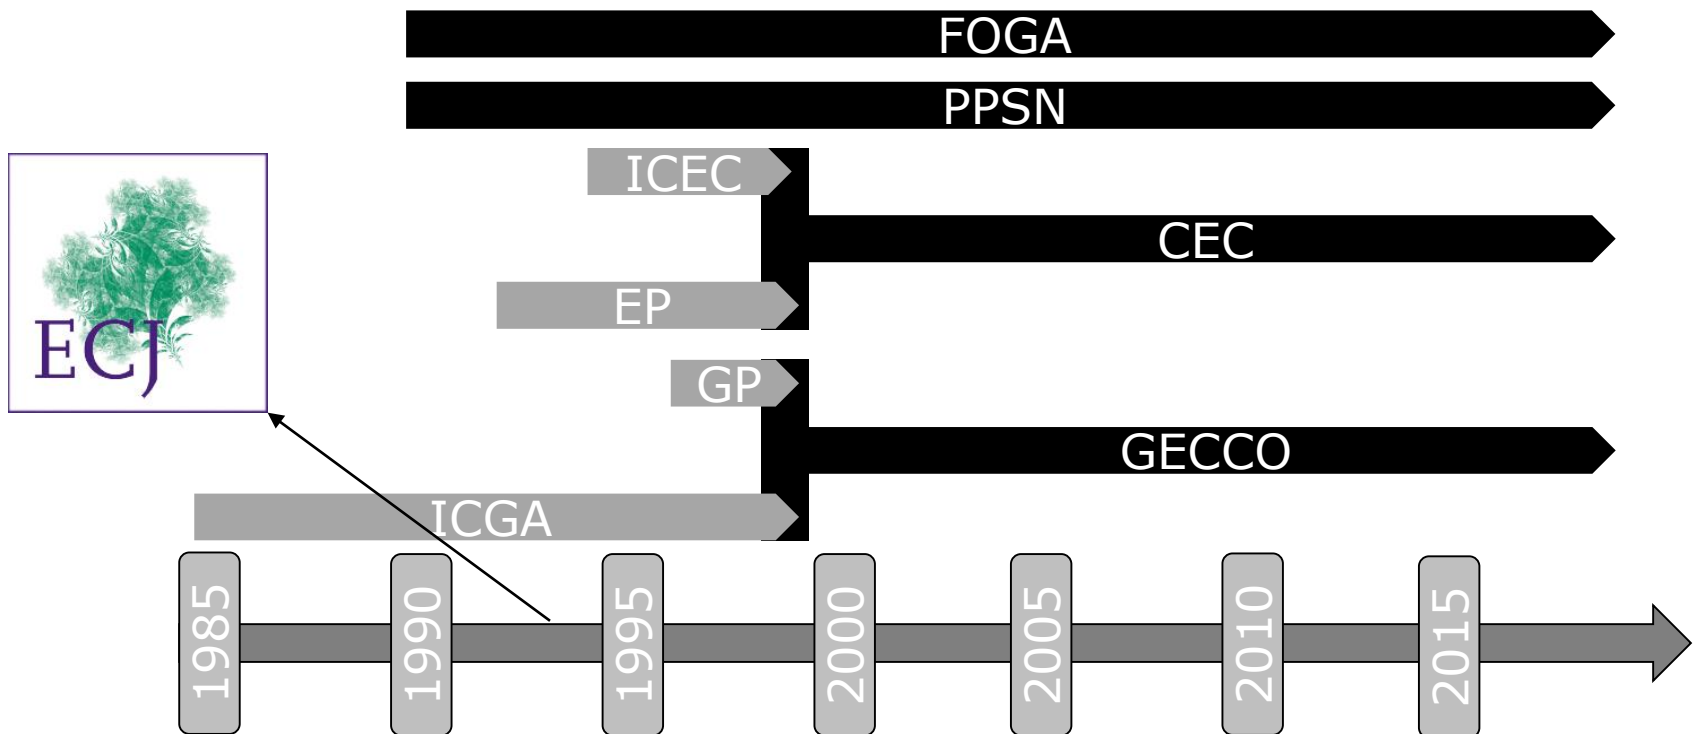 FOGA
PPSN
ICEC
CEC
EP
ECJ
GP
GECCO
ICGA
1985
1990
1995
2000
2005
2010
2015